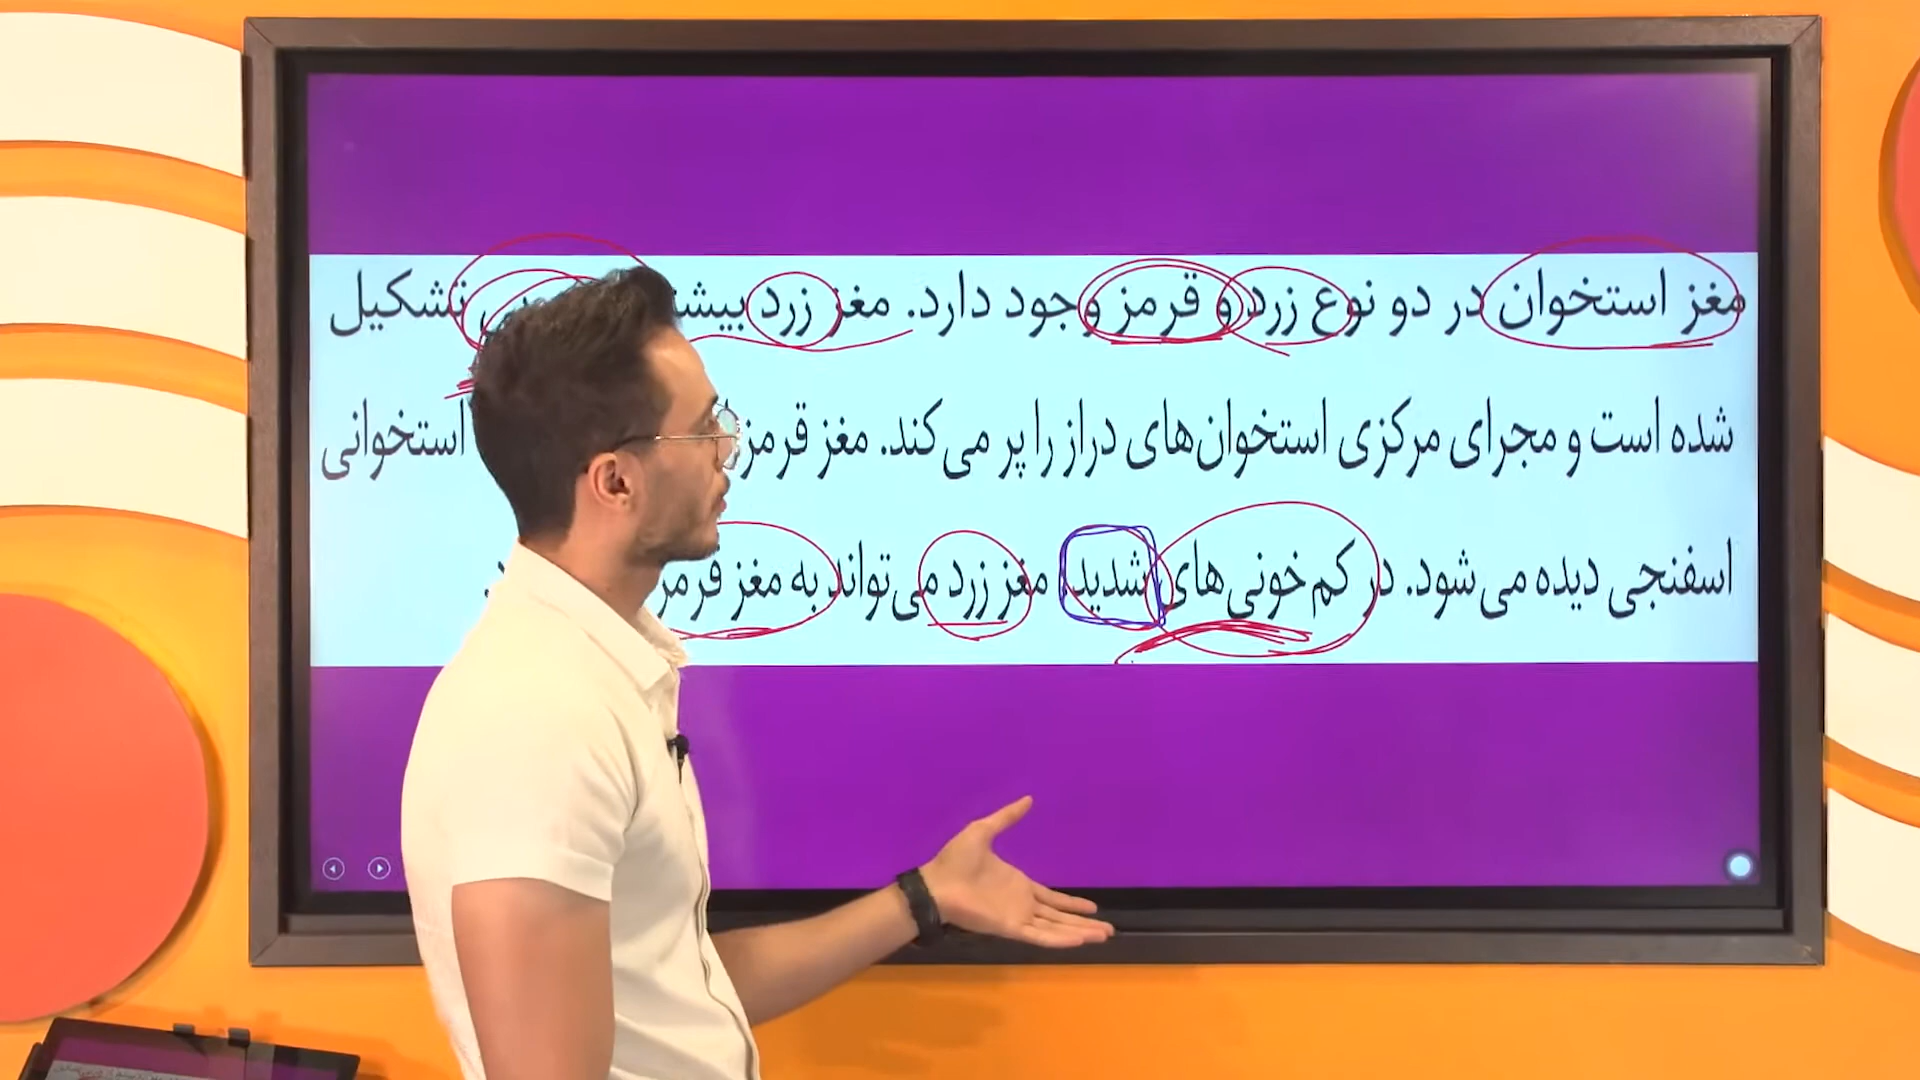 مغز استخوان در دو نوع زرد و قرمز وجود دارد. مغز زرد تشکیل
شده است و مجرای مرکزی استخوان‌های دراز را پر می‌کند. مغز قرمز استخوانی
اسفنجی دیده می‌شود. در کم‌خونی‌های شدید، مغز زرد می‌تواند به مغز قرمز